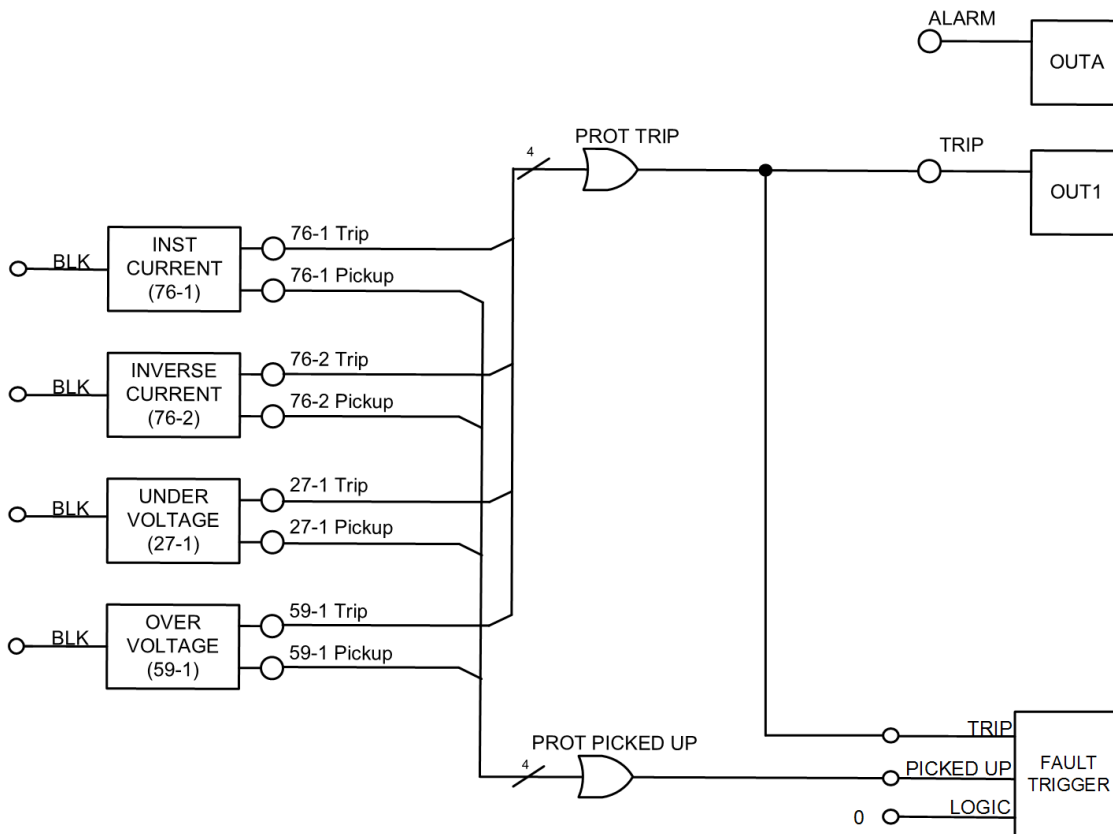 ALARM
OUTA
PROT TRIP
4
TRIP
OUT1
BLK
INST
CURRENT
(76-1)
76-1 Trip
76-1 Pickup
BLK
INVERSE
CURRENT
(76-2)
76-2 Trip
76-2 Pickup
BLK
UNDER
VOLTAGE
(27-1)
27-1 Trip
27-1 Pickup
BLK
OVER
VOLTAGE
(59-1)
59-1 Trip
59-1 Pickup
PROT PICKED UP
4
TRIP
PICKED UP
0 LOGIC
FAULT
TRIGGER